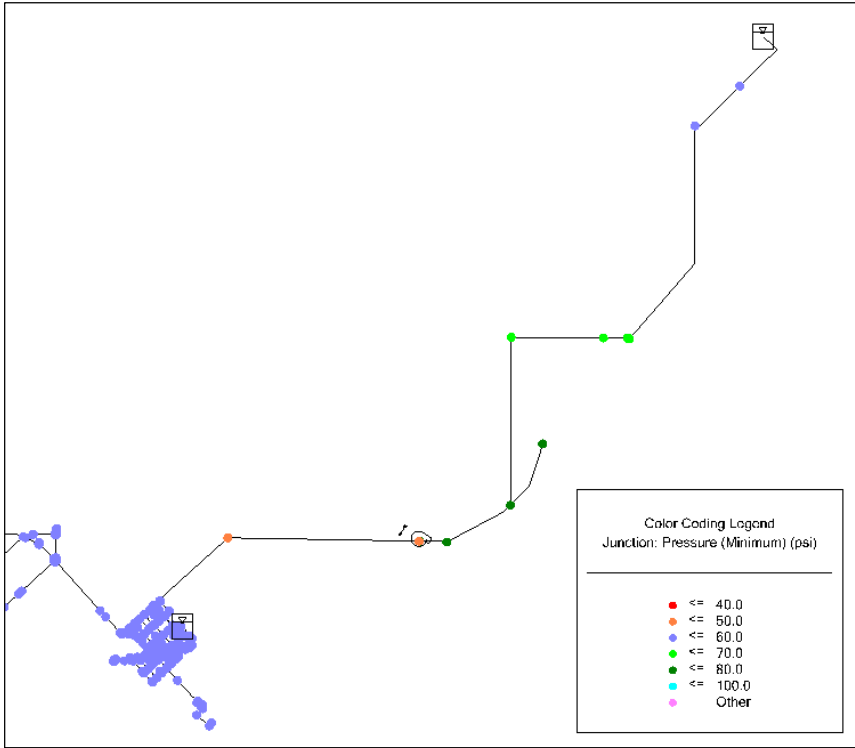 Color Coding Legend
Junction: Pressure (Minimum) (psi)
<= 40.0
<= 50.0
<= 60.0
<= 70.0
<= 80.0
<= 100.0
Other